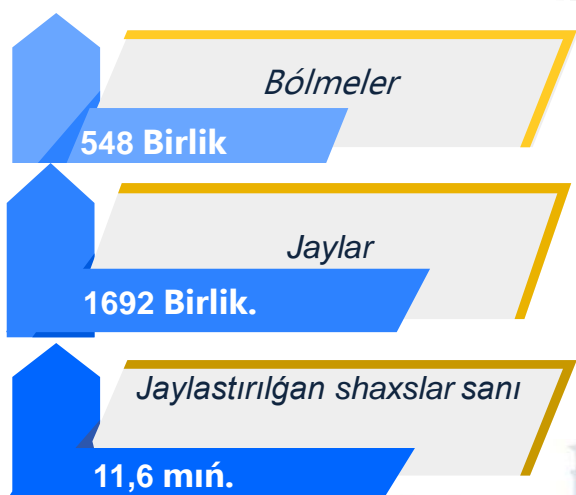 Bólmeler
548 Birlik
Jaylar
1692 Birlik.
Jaylastırılǵan shaxslar sanı
11,6 mıń.